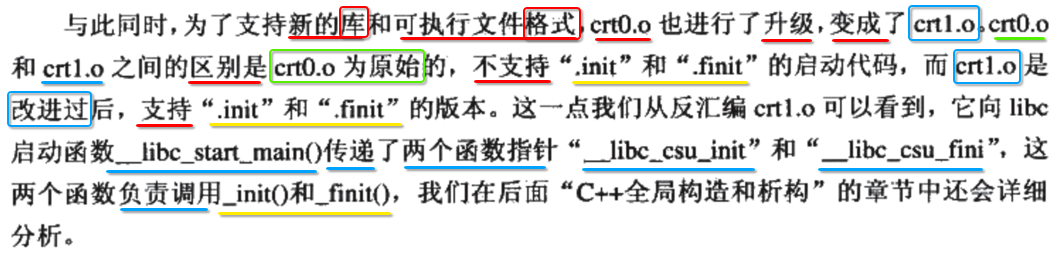 与此同时，为了支持新的库和可执行文件格式，crt0.o 也进行了升级，变成了 crt1.o。crt0.o
和 crt1.o 之间的区别是 crt0.o 为原始的，不支持“.init”和“.finit”的启动代码，而 crt1.o 是
改进过后，支持“.init”和“.finit”的版本。这一点我们从反汇编 crt1.o 可以看到，它向 libc
启动函数__libc_start_main()传递了两个函数指针“__libc_csu_init”和“__libc_csu_fini”，这
两个函数负责调用_init()和_finit()，我们在后面“C++全局构造和析构”的章节中还会详细
分析。